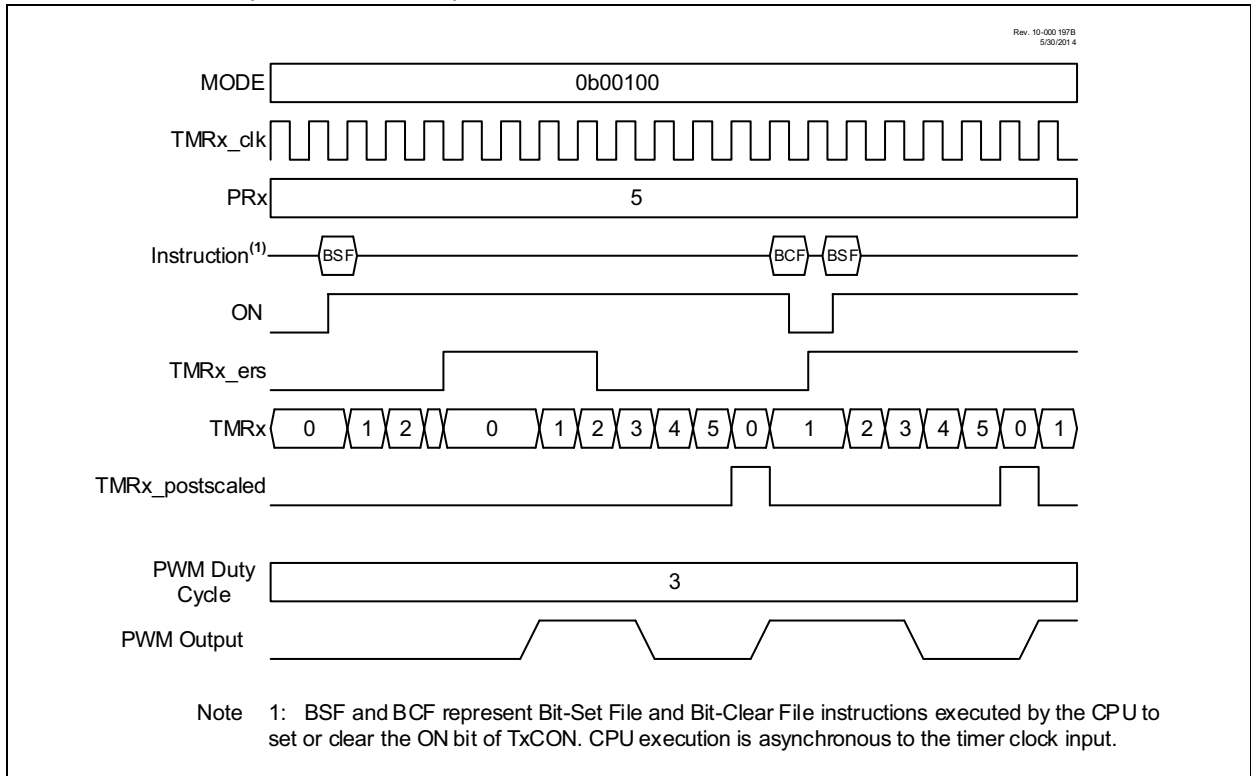 Rev. 10-000 197B
5/30/201 4
MODE 0b00100
TMRx_clk
PRx 5
Instruction(1) BSF BCF BSF
ON
TMRx_ers
TMRx 0 1 2 0 1 2 3 4 5 0 1 2 3 4 5 0 1
TMRx_postscaled
PWM Duty
Cycle 3
PWM Output
Note 1: BSF and BCF represent Bit-Set File and Bit-Clear File instructions executed by the CPU to
set or clear the ON bit of TxCON. CPU execution is asynchronous to the timer clock input.